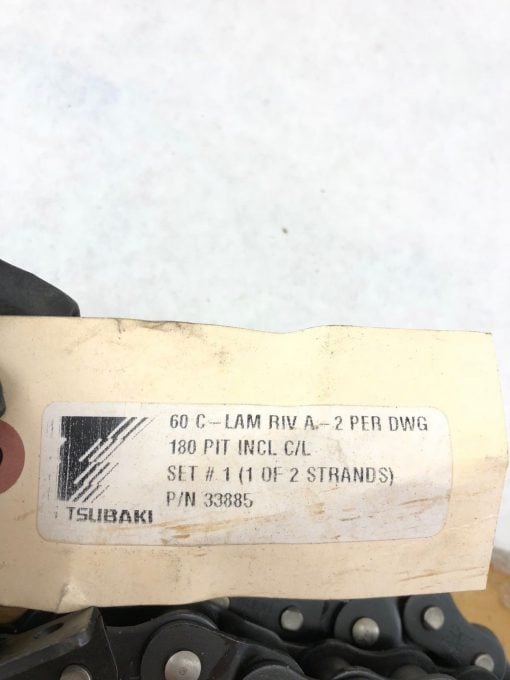 60 C-LAM RIV A-2 PER DWG
180 PIT INCL C/L
SET # 1 (1 OF 2 STRANDS)
P/N 33885
TSUBAKI